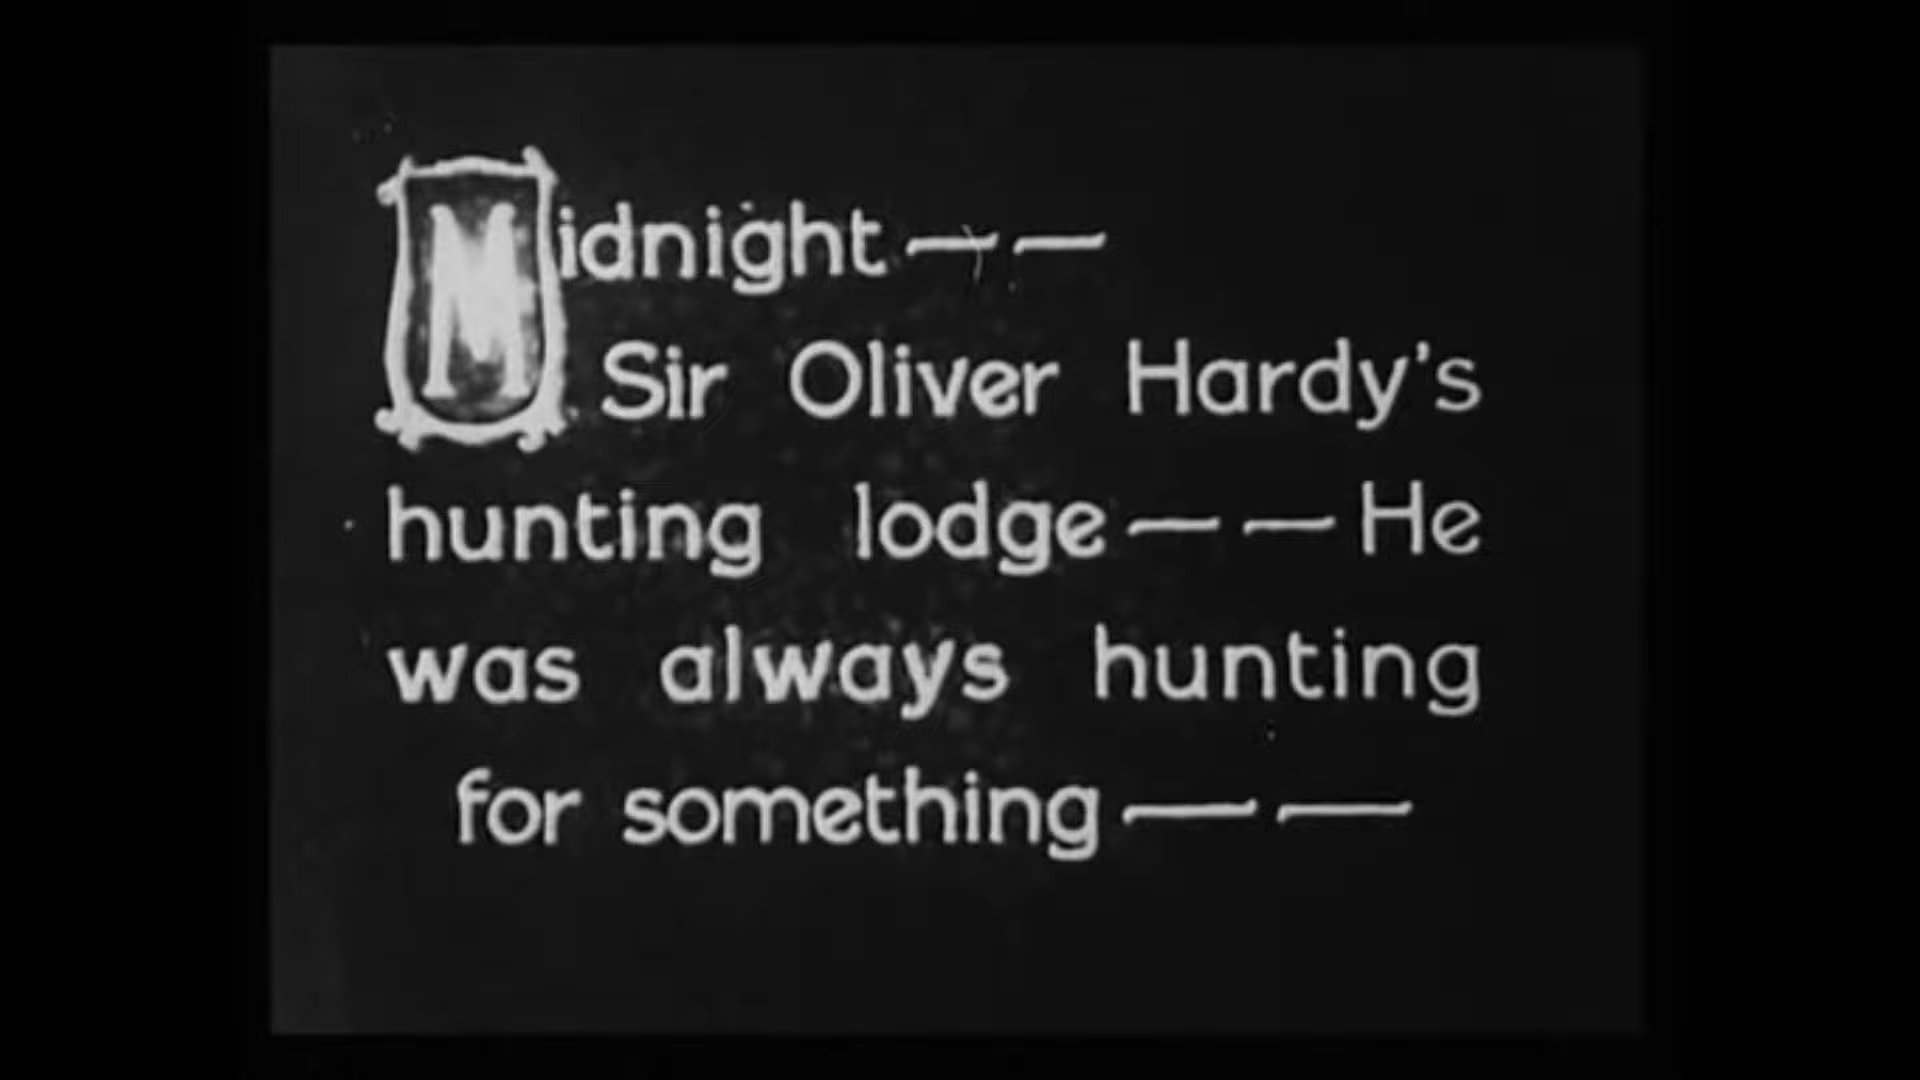 Midnight — —
Sir Oliver Hardy's
hunting lodge — — He
was always hunting
for something — —